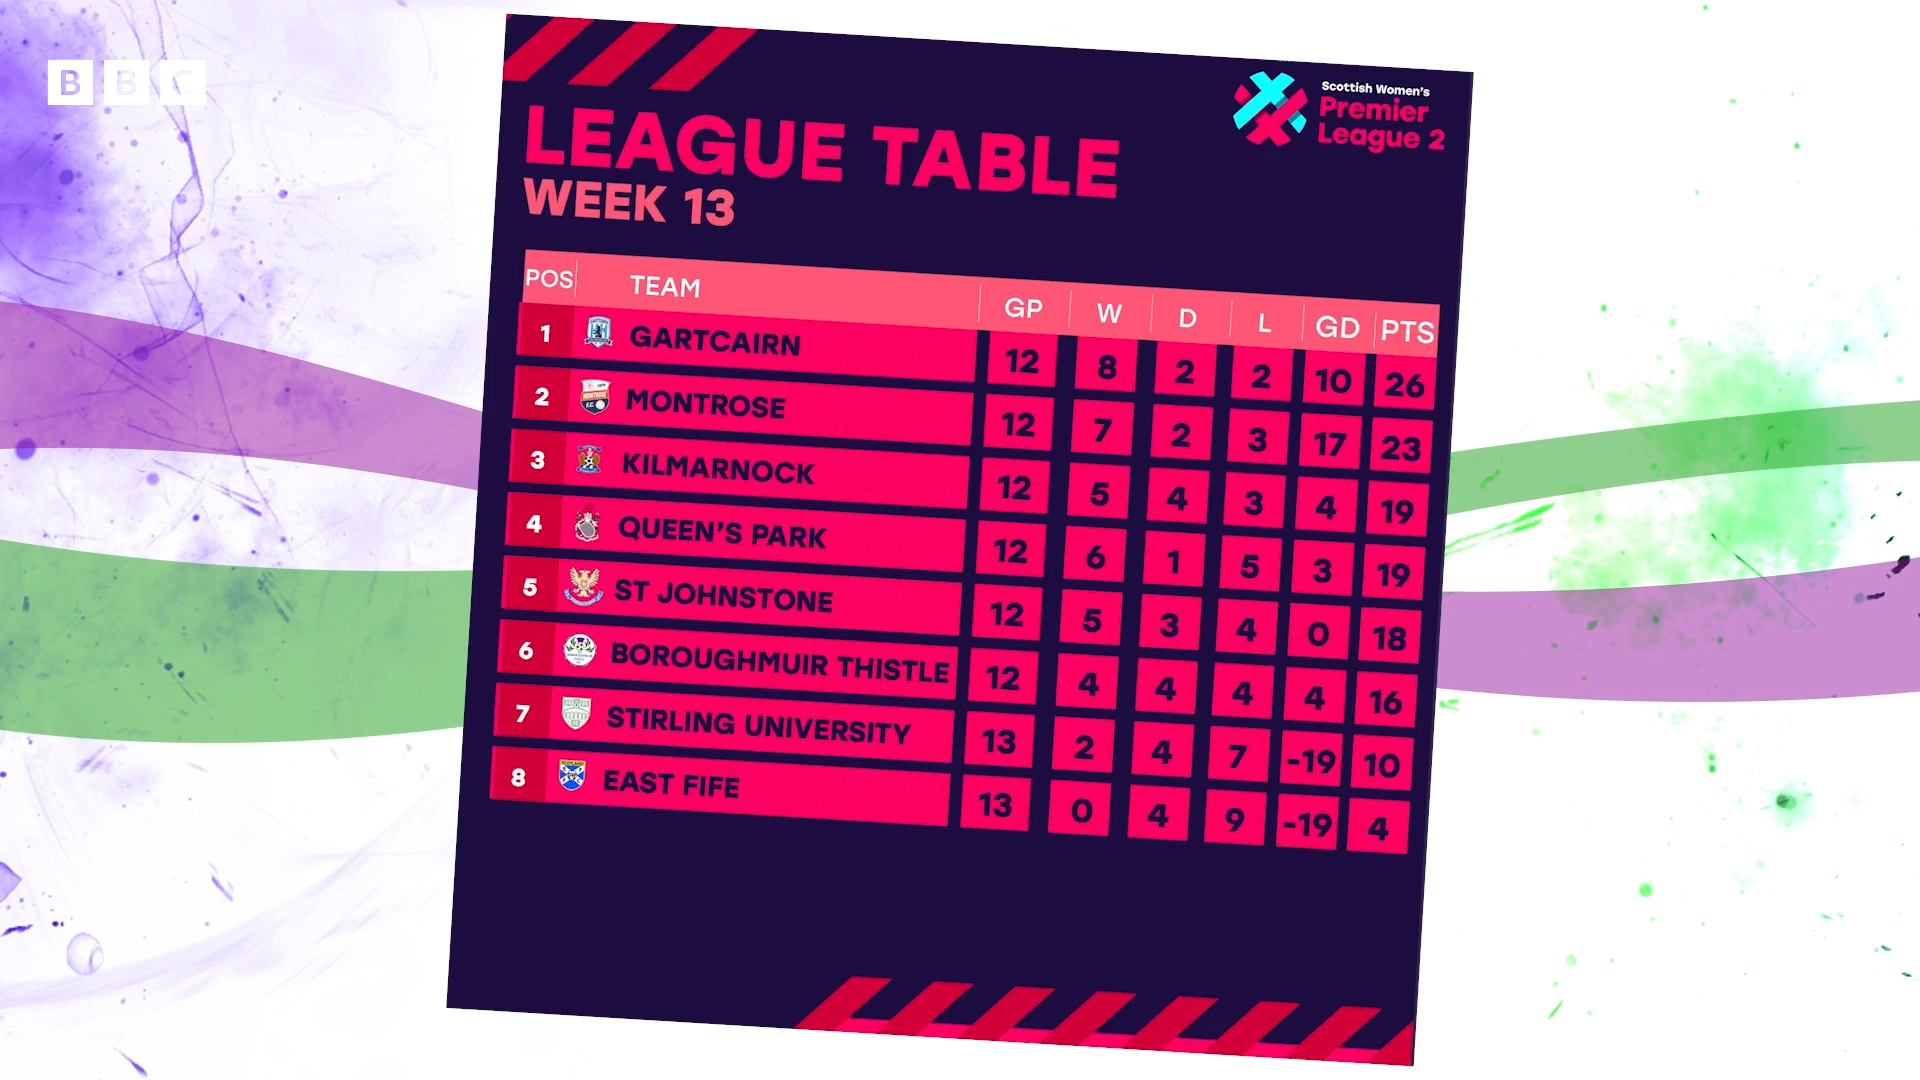 BBC
Scottish Women's
Premier
League 2
LEAGUE TABLE
WEEK 13
POS TEAM GP W D L GD PTS
1 GARTCAIRN 12 8 2 2 10 26
2 MONTROSE 12 7 2 3 17 23
3 KILMARNOCK 12 5 4 3 4 19
4 QUEEN'S PARK 12 6 1 5 3 19
5 ST JOHNSTONE 12 5 3 4 0 18
6 BOROUGHMUIR THISTLE 12 4 4 4 4 16
7 STIRLING UNIVERSITY 13 2 4 7 -19 10
8 EAST FIFE 13 0 4 9 -19 4